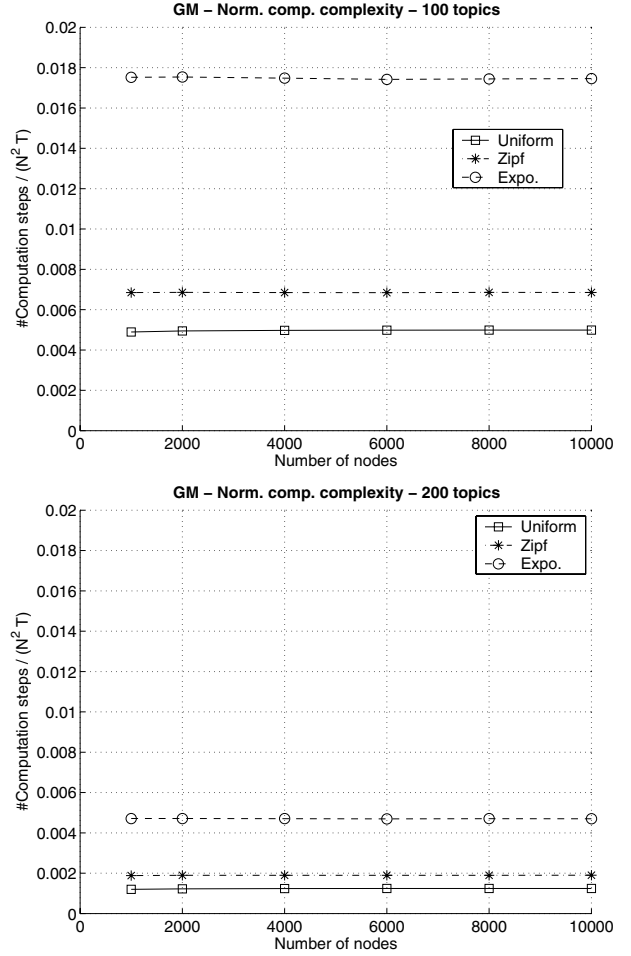 GM − Norm. comp. complexity − 100 topics
0.02
0.018
0.016
0.014
0.012
0.01
0.008
0.006
0.004
0.002
0
#Computation steps / (N² T)
Uniform
Zipf
Expo.
0 2000 4000 6000 8000 10000
Number of nodes
GM − Norm. comp. complexity − 200 topics
0.02
0.018
0.016
0.014
0.012
0.01
0.008
0.006
0.004
0.002
0
#Computation steps / (N² T)
Uniform
Zipf
Expo.
0 2000 4000 6000 8000 10000
Number of nodes